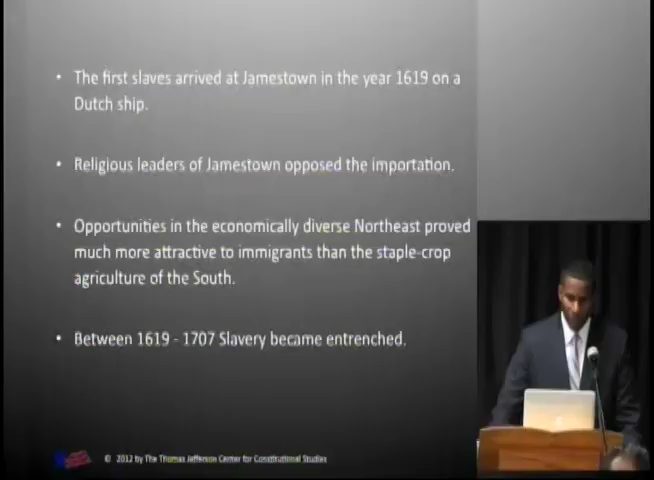 • The first slaves arrived at Jamestown in the year 1619 on a
Dutch ship.
• Religious leaders of Jamestown opposed the importation.
• Opportunities in the economically diverse Northeast proved
much more attractive to immigrants than the staple-crop
agriculture of the South.
• Between 1619 - 1707 Slavery became entrenched.
© 2012 by The Thomas Jefferson Center for Constitutional Studies